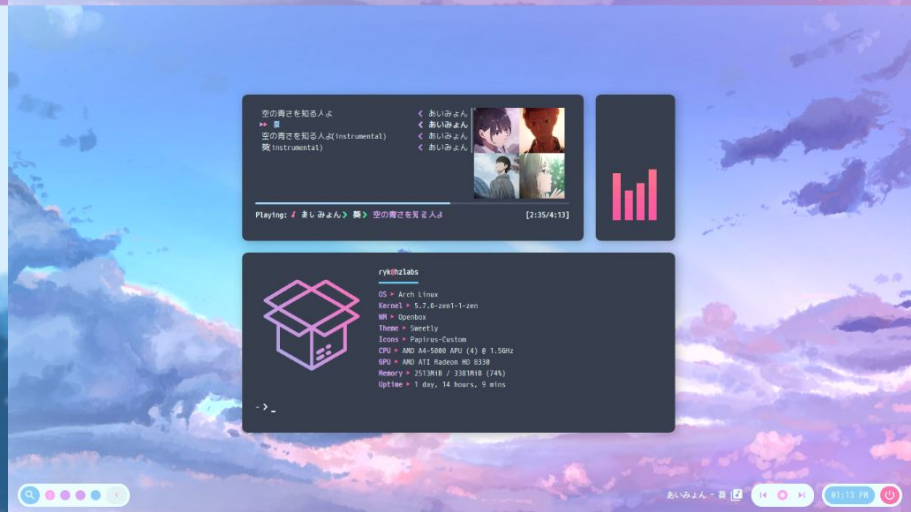 空の青さを知る人よ く あいみょん
▶▶ 葵 く あいみょん
空の青さを知る人よ(instrumental) く あいみょん
葵(instrumental) く あいみょん
Playing: あいみょん> 葵> 空の青さを知る人よ [2:35/4:13]
ryk@hzlabs
OS ▸ Arch Linux
Kernel ▸ 5.7.6-zen1-1-zen
WM ▸ Openbox
Theme ▸ Sweetly
Icons ▸ Papirus-Custom
CPU ▸ AMD A4-5000 APU (4) @ 1.5GHz
GPU ▸ AMD ATI Radeon HD 8330
Memory ▸ 2513MiB / 3381MiB (74%)
Uptime ▸ 1 day, 14 hours, 9 mins
~ > _
あいみょん - 葵
01:13 PM